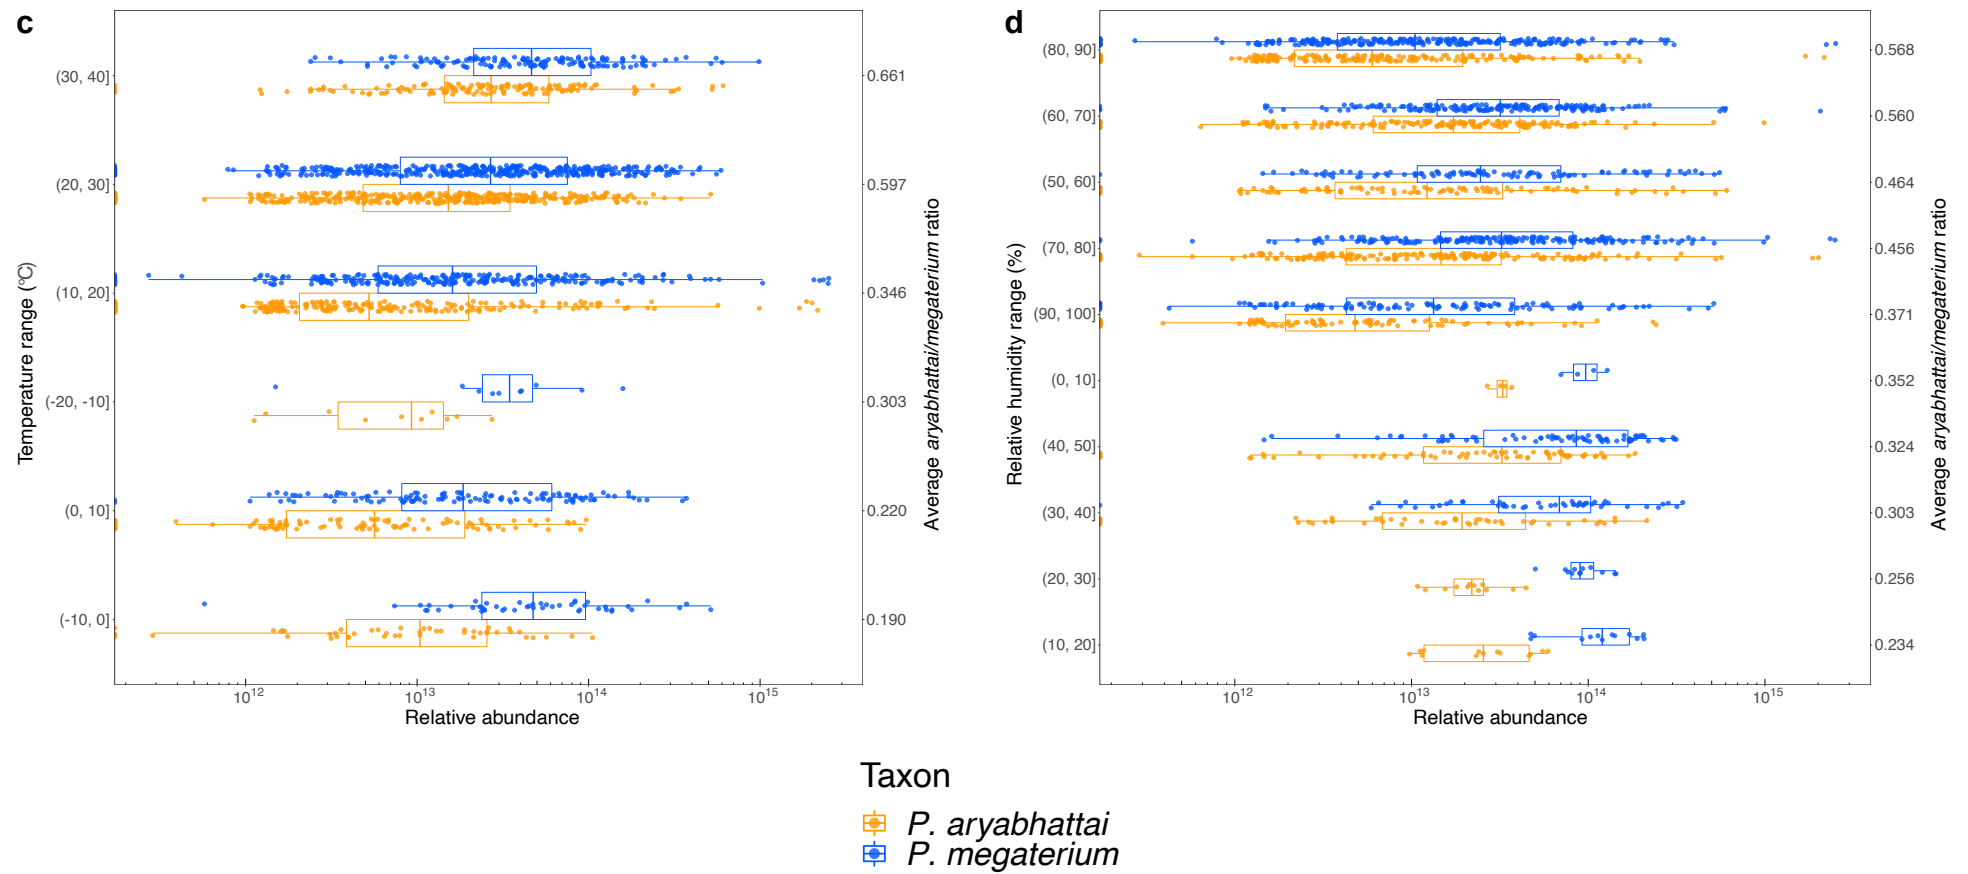 c
Temperature range (°C)
(30, 40]
(20, 30]
(10, 20]
(-20, -10]
(0, 10]
(-10, 0]
0.661
0.597
0.346
0.303
0.220
0.190
Average aryabhattai/megaterium ratio
10¹² 10¹³ 10¹⁴ 10¹⁵
Relative abundance
d
Relative humidity range (%)
(80, 90]
(60, 70]
(50, 60]
(70, 80]
(90, 100]
(0, 10]
(40, 50]
(30, 40]
(20, 30]
(10, 20]
0.568
0.560
0.464
0.456
0.371
0.352
0.324
0.303
0.256
0.234
Average aryabhattai/megaterium ratio
10¹² 10¹³ 10¹⁴ 10¹⁵
Relative abundance
Taxon
P. aryabhattai
P. megaterium